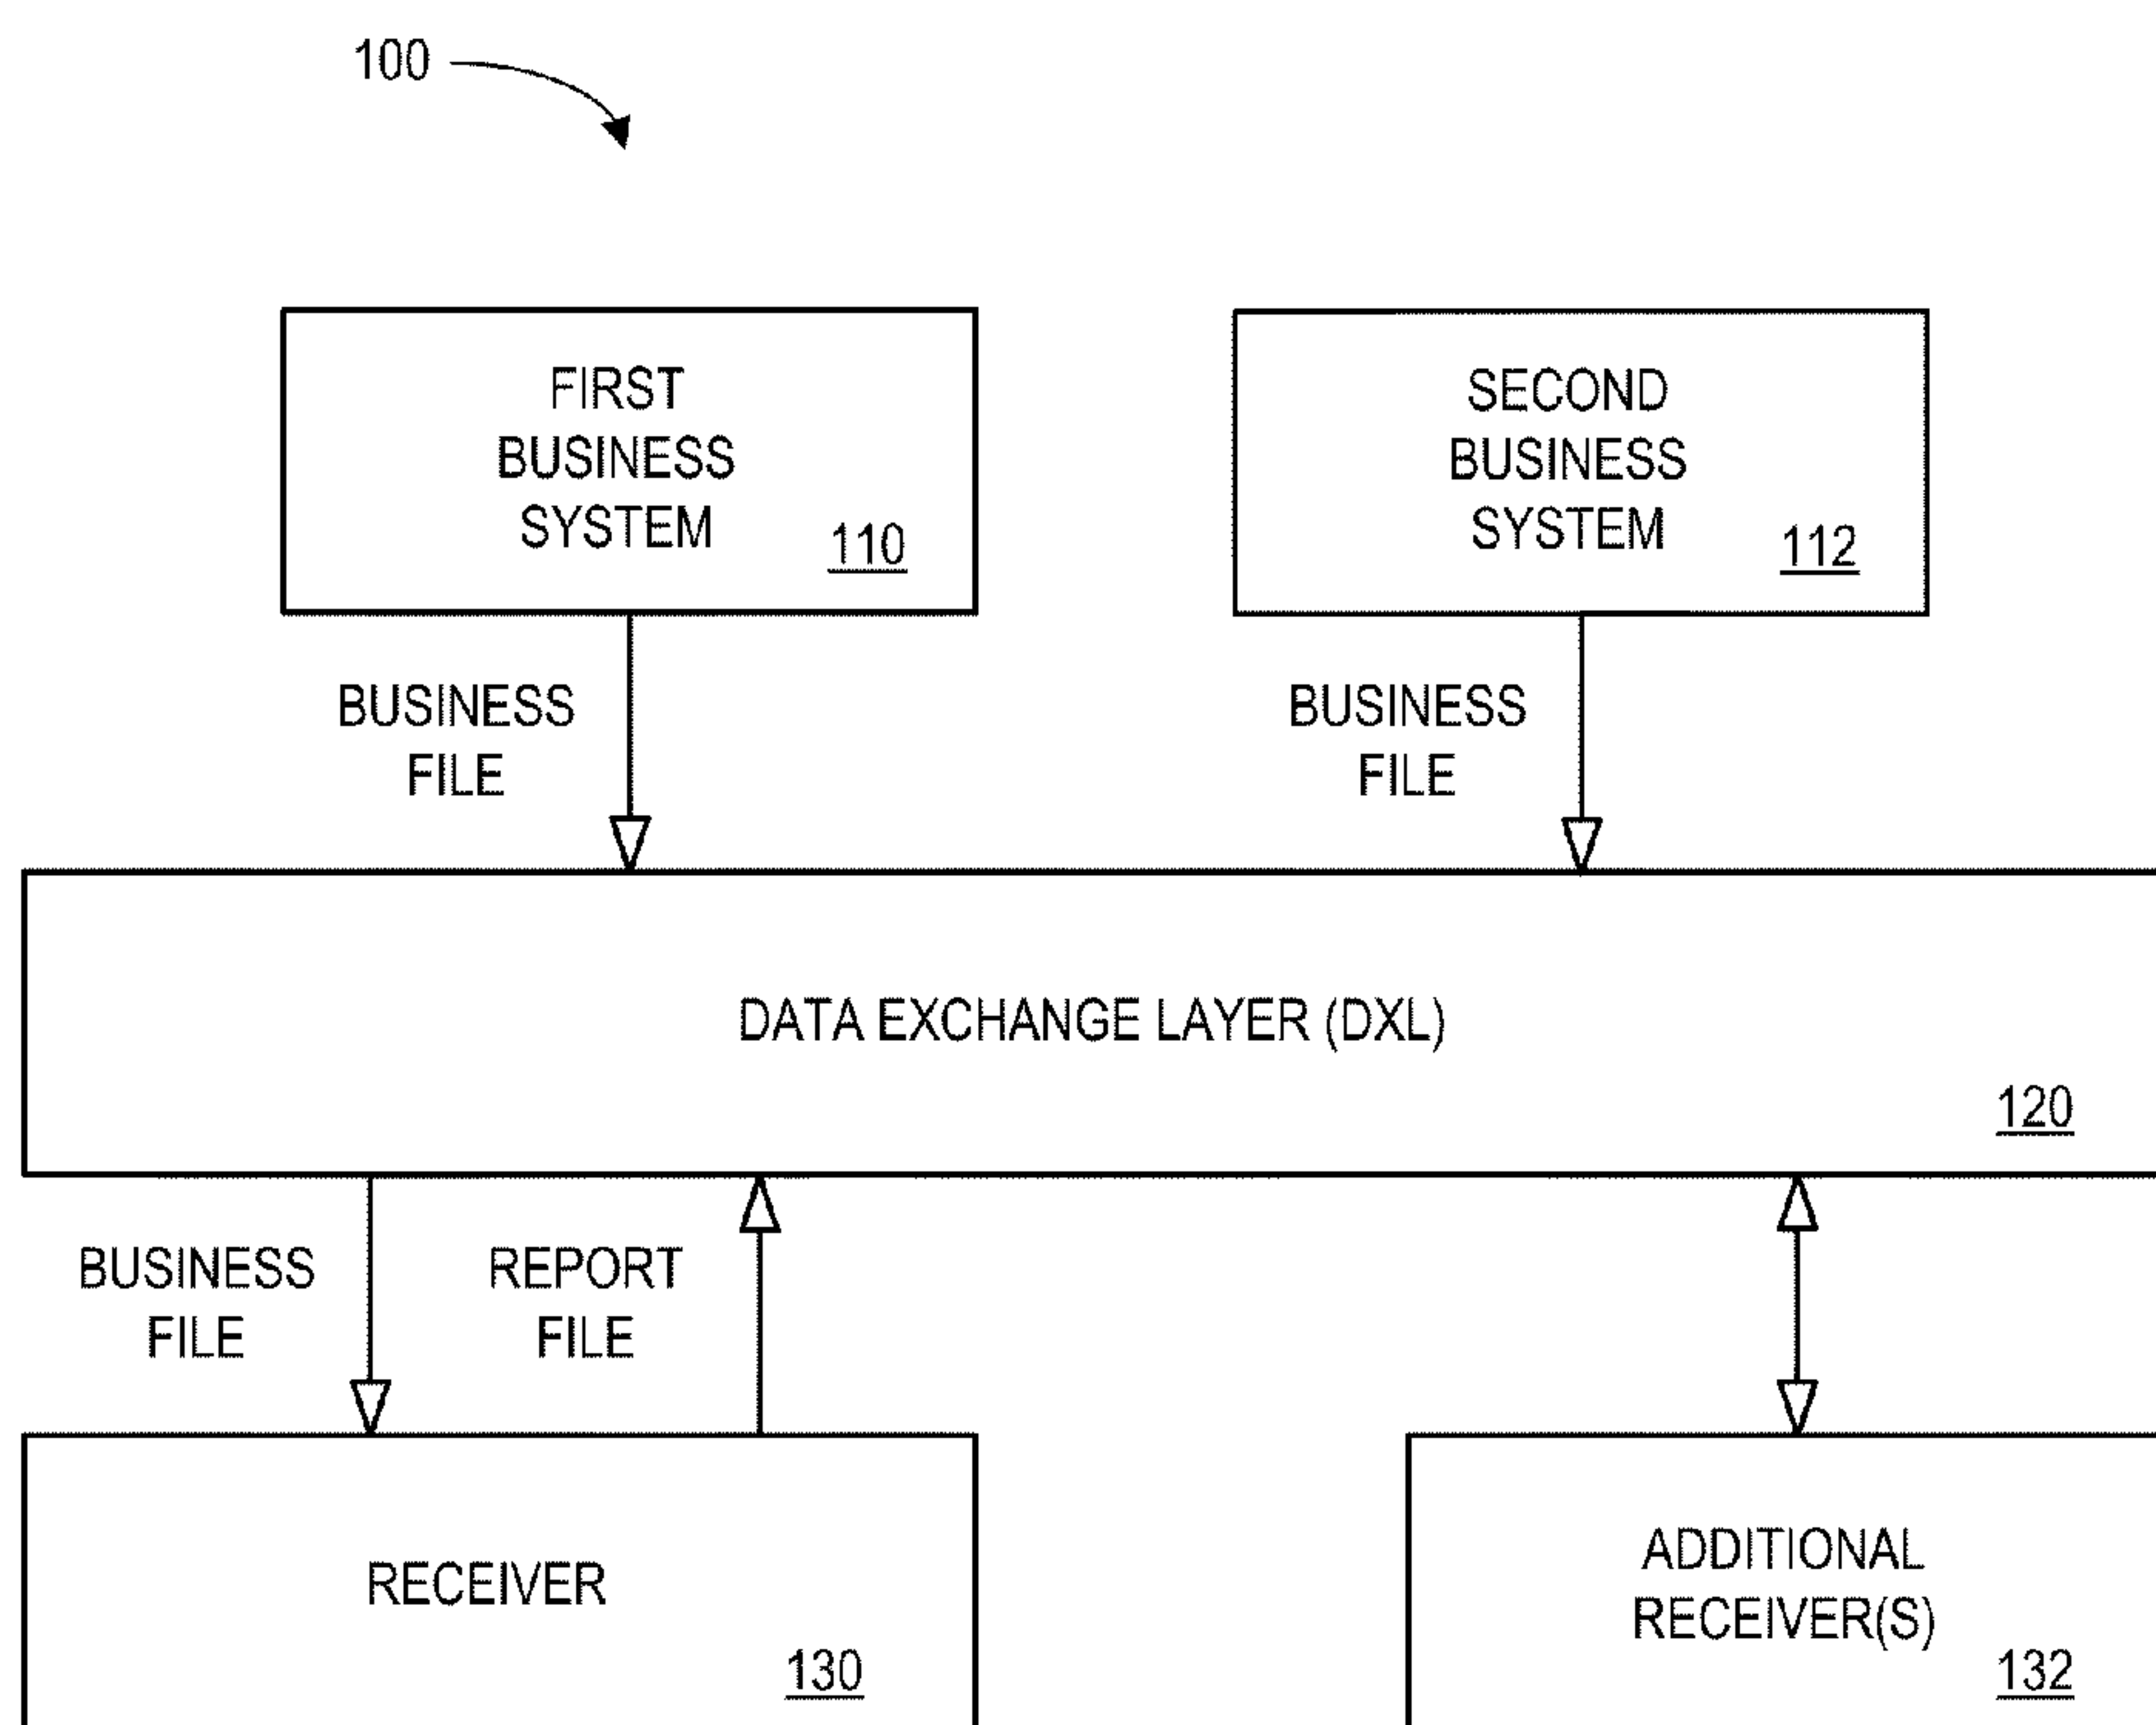 100
FIRST
BUSINESS
SYSTEM
110
SECOND
BUSINESS
SYSTEM
112
BUSINESS
FILE
BUSINESS
FILE
DATA EXCHANGE LAYER (DXL)
120
BUSINESS
FILE
REPORT
FILE
RECEIVER
130
ADDITIONAL
RECEIVER(S)
132